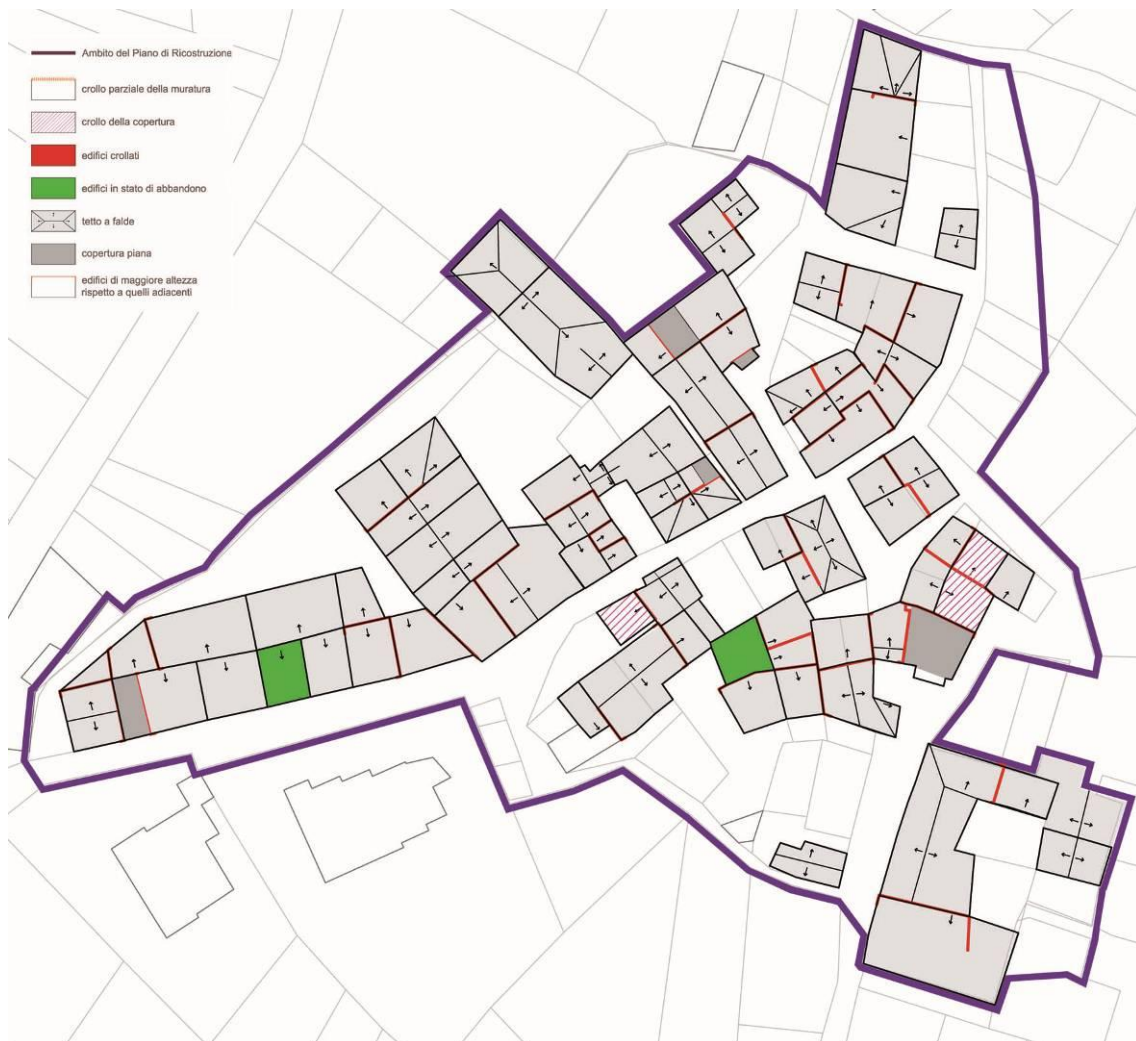 Ambito del Piano di Ricostruzione
crollo parziale della muratura
crollo della copertura
edifici crollati
edifici in stato di abbandono
tetto a falde
copertura piana
edifici di maggiore altezza
rispetto a quelli adiacenti